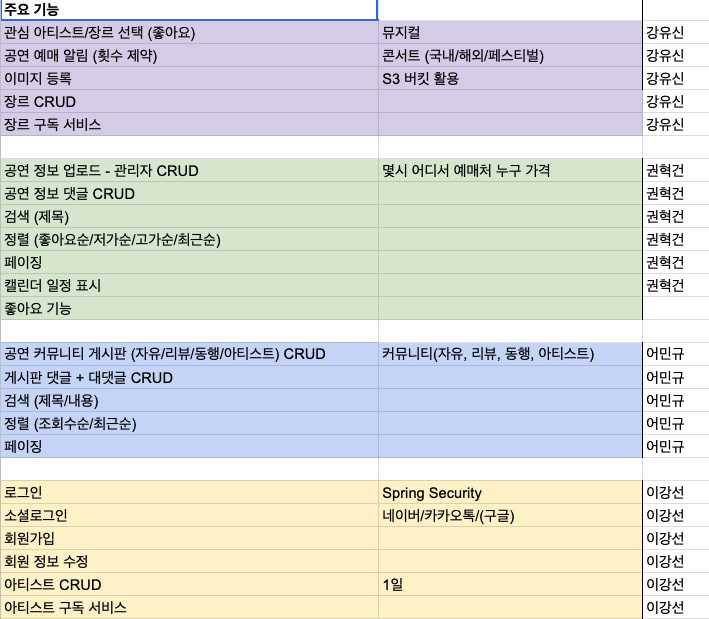 주요 기능
관심 아티스트/장르 선택 (좋아요) 뮤지컬 강유신
공연 예매 알림 (횟수 제약) 콘서트 (국내/해외/페스티벌) 강유신
이미지 등록 S3 버킷 활용 강유신
장르 CRUD 강유신
장르 구독 서비스 강유신
공연 정보 업로드 - 관리자 CRUD 몇시 어디서 예매처 누구 가격 권혁건
공연 정보 댓글 CRUD 권혁건
검색 (제목) 권혁건
정렬 (좋아요순/저가순/고가순/최근순) 권혁건
페이징 권혁건
캘린더 일정 표시 권혁건
좋아요 기능
공연 커뮤니티 게시판 (자유/리뷰/동행/아티스트) CRUD 커뮤니티(자유, 리뷰, 동행, 아티스트) 어민규
게시판 댓글 + 대댓글 CRUD 어민규
검색 (제목/내용) 어민규
정렬 (조회수순/최근순) 어민규
페이징 어민규
로그인 Spring Security 이강선
소셜로그인 네이버/카카오톡/(구글) 이강선
회원가입 이강선
회원 정보 수정 이강선
아티스트 CRUD 1일 이강선
아티스트 구독 서비스 이강선